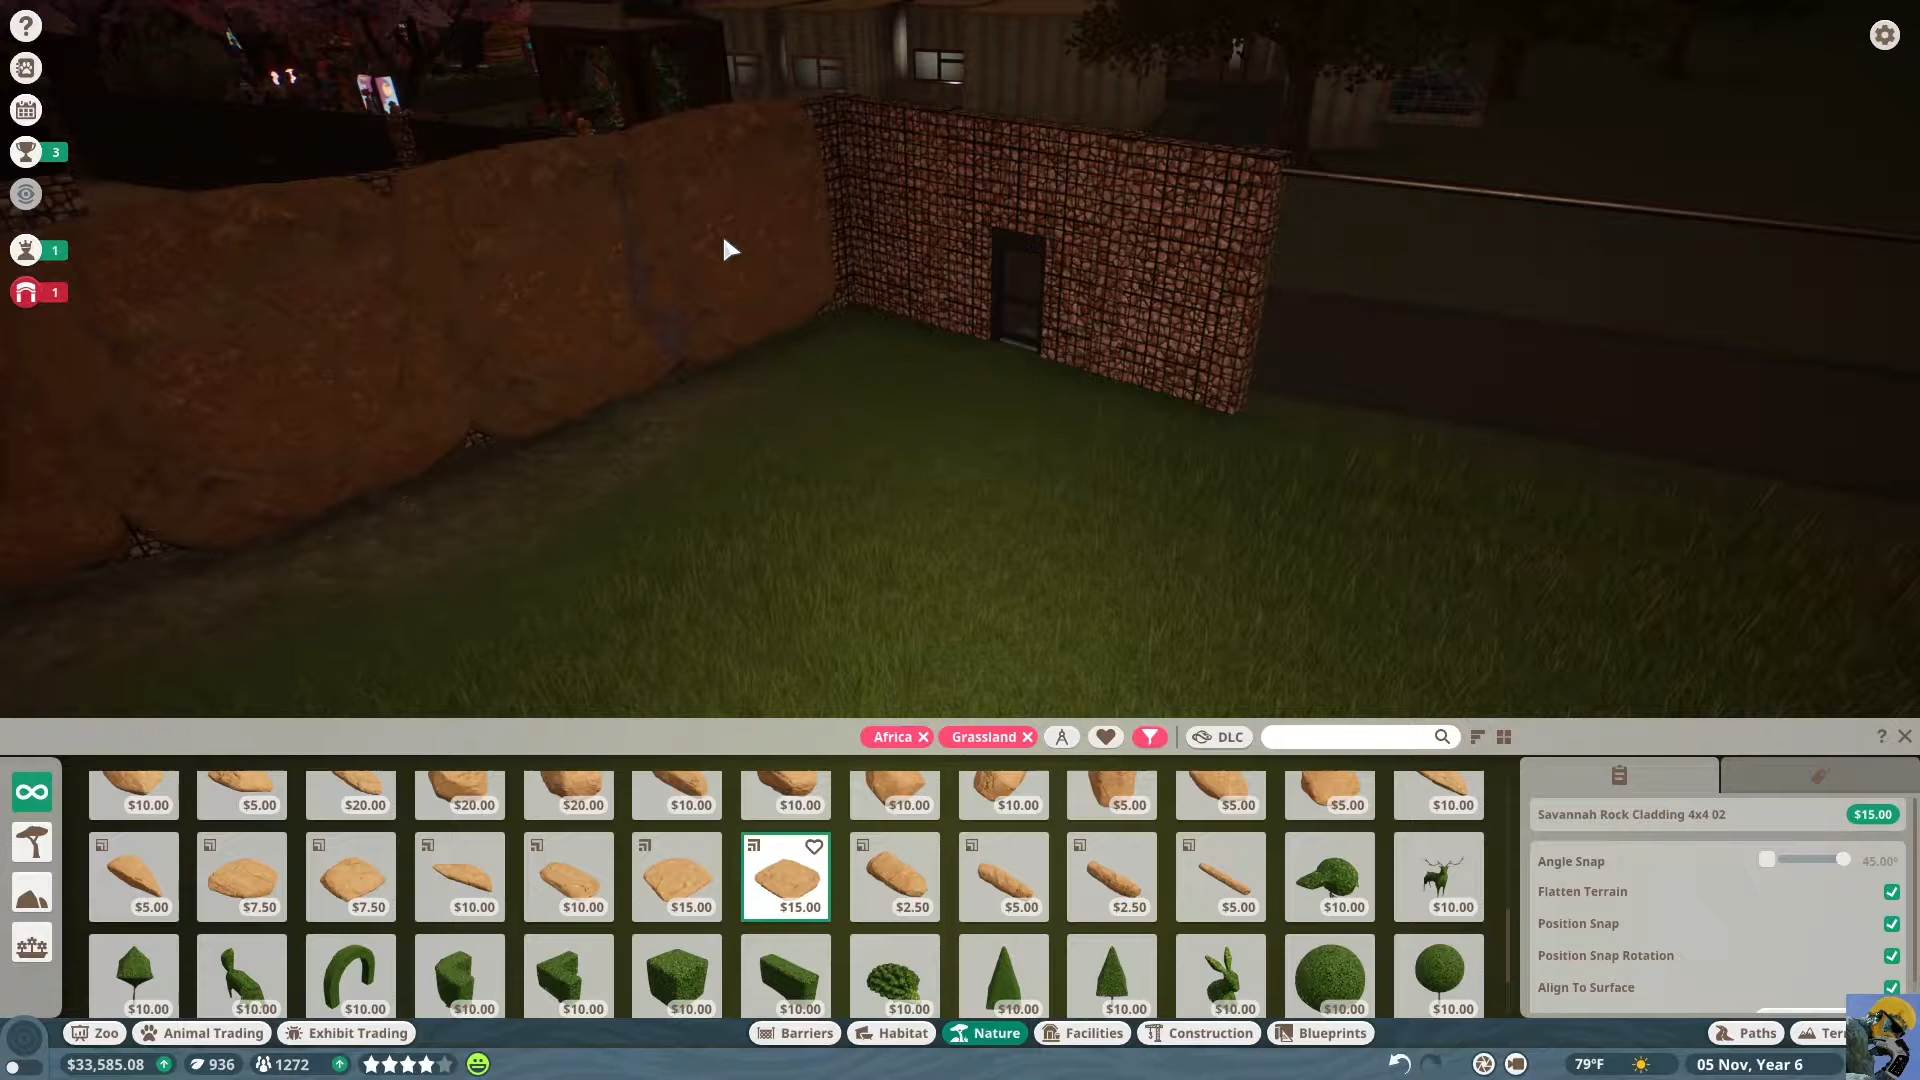 3
1
1
Africa Grassland DLC
$10.00 $5.00 $20.00 $20.00 $20.00 $10.00 $10.00 $10.00 $10.00 $5.00 $5.00 $5.00 $10.00
$5.00 $7.50 $7.50 $10.00 $10.00 $15.00 $15.00 $2.50 $5.00 $2.50 $5.00 $10.00 $10.00
$10.00 $10.00 $10.00 $10.00 $10.00 $10.00 $10.00 $10.00 $10.00 $10.00 $10.00 $10.00 $10.00
Savannah Rock Cladding 4x4 02 $15.00
Angle Snap 45.00°
Flatten Terrain
Position Snap
Position Snap Rotation
Align To Surface
Zoo Animal Trading Exhibit Trading Barriers Habitat Nature Facilities Construction Blueprints Paths
$33,585.08 936 1272 79°F 05 Nov, Year 6